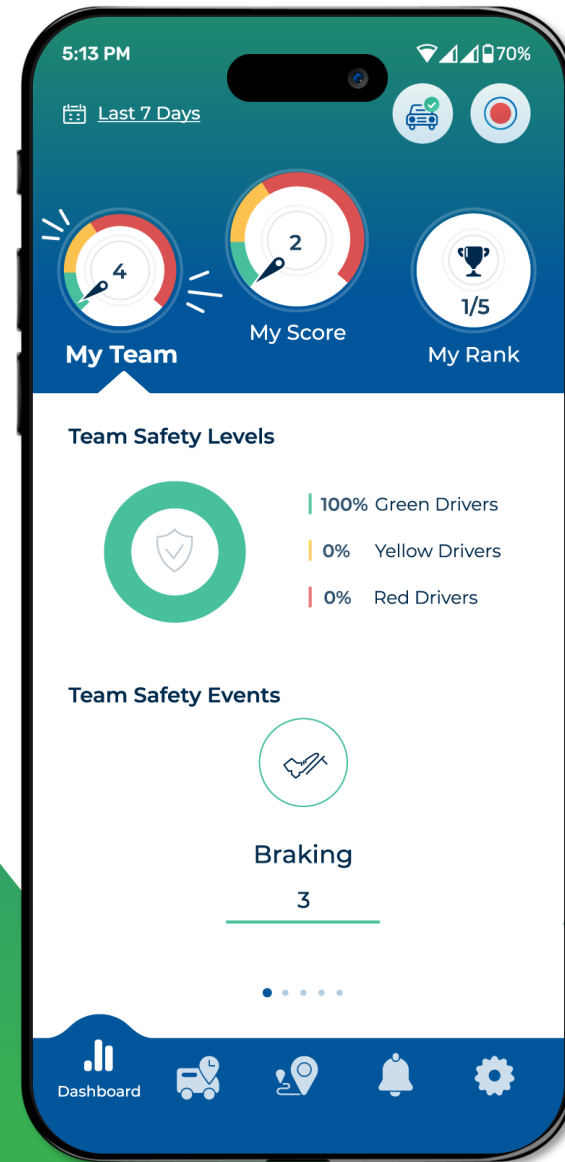 5:13 PM
70%
Last 7 Days
4
2
1/5
My Team
My Score
My Rank
Team Safety Levels
100% Green Drivers
0% Yellow Drivers
0% Red Drivers
Team Safety Events
Braking
3
Dashboard